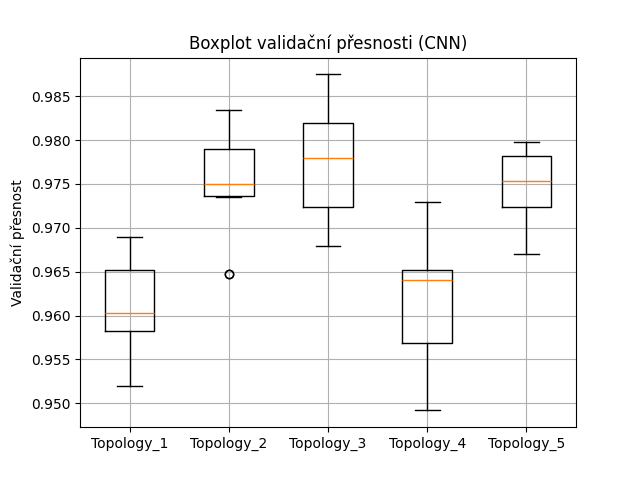 Boxplot validační přesnosti (CNN)
Validační přesnost
0.985
0.980
0.975
0.970
0.965
0.960
0.955
0.950
Topology_1 Topology_2 Topology_3 Topology_4 Topology_5